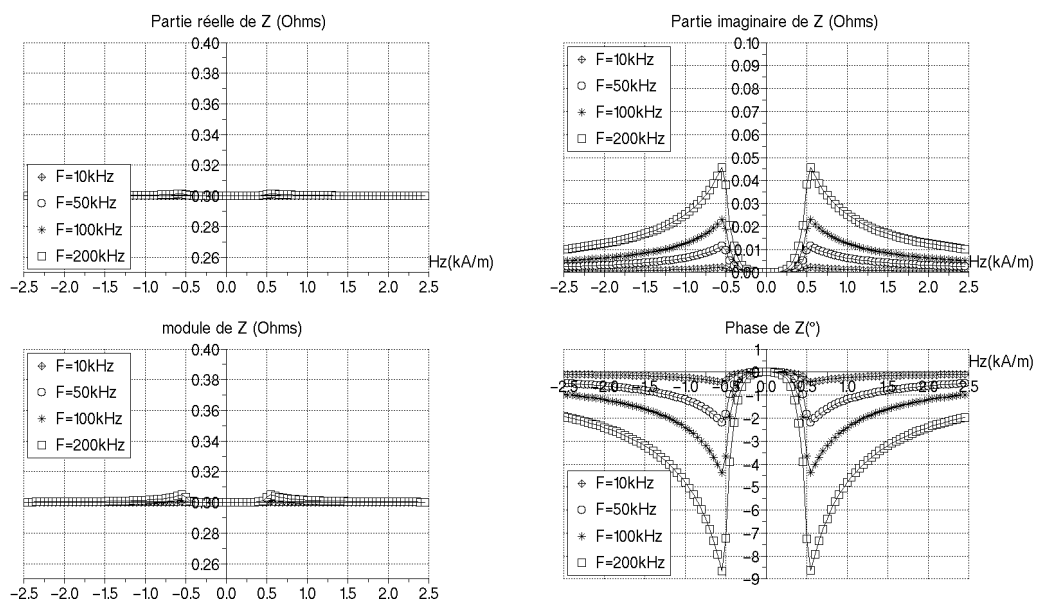 Partie réelle de Z (Ohms)
0.40
0.38
0.36
0.34
0.32
0.30
0.28
0.26
F=10kHz
F=50kHz
F=100kHz
F=200kHz
Hz(kA/m)
−2.5 −2.0 −1.5 −1.0 −0.5 0.0 0.5 1.0 1.5 2.0 2.5
Partie imaginaire de Z (Ohms)
F=10kHz
F=50kHz
F=100kHz
F=200kHz
0.10
0.09
0.08
0.07
0.06
0.05
0.04
0.03
0.02
0.01
0.00
Hz(kA/m)
−2.5 −2.0 −1.5 −1.0 −0.5 0.0 0.5 1.0 1.5 2.0 2.5
module de Z (Ohms)
F=10kHz
F=50kHz
F=100kHz
F=200kHz
0.40
0.38
0.36
0.34
0.32
0.30
0.28
0.26
−2.5 −2.0 −1.5 −1.0 −0.5 0.0 0.5 1.0 1.5 2.0 2.5
Phase de Z(°)
Hz(kA/m)
−2.5 −2.0 −1.5 −1.0 −0.5 0.0 0.5 1.0 1.5 2.0 2.5
1
0
−1
−2
−3
−4
−5
−6
−7
−8
−9
F=10kHz
F=50kHz
F=100kHz
F=200kHz